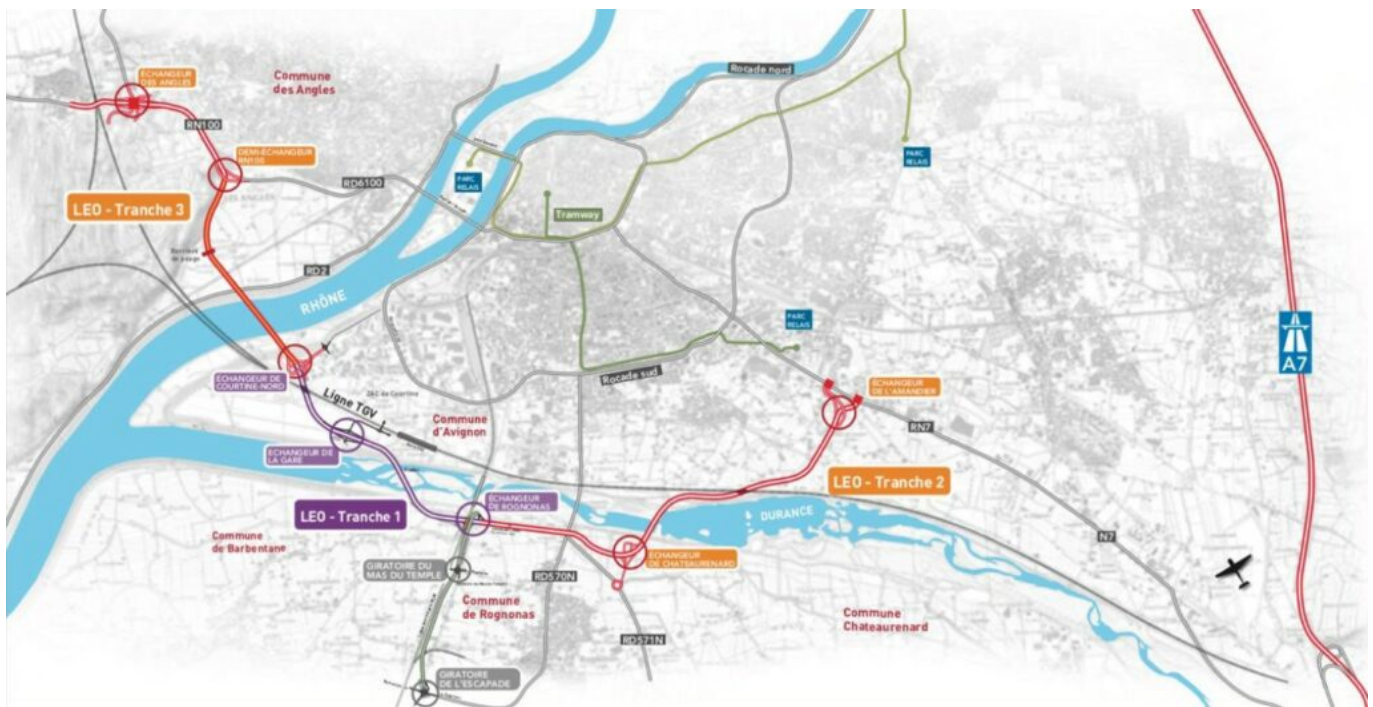 ECHANGEUR
DES ANGLES
Commune
des Angles
Rocade nord
RN100
DEMI-ECHANGEUR
RN100
RD6100
PARC
RELAIS
PARC
RELAIS
LEO - Tranche 3
Tramway
RD2
RHÔNE
PARC
RELAIS
A7
ECHANGEUR DE
COURTINE-NORD
Rocade sud
ECHANGEUR
DE L'AMANDIER
Ligne TGV
ZAC de Courtine
Commune
d'Avignon
RN7
ECHANGEUR DE
LA GARE
LEO - Tranche 2
ECHANGEUR
DE ROGNONAS
LEO - Tranche 1
DURANCE
Commune
de Barbentane
N7
ECHANGEUR
DE CHATEAURENARD
GIRATOIRE DU
MAS DU TEMPLE
RD570N
Commune
de Rognonas
Commune
Chateaurenard
RD571N
GIRATOIRE
DE L'ESCAPADE